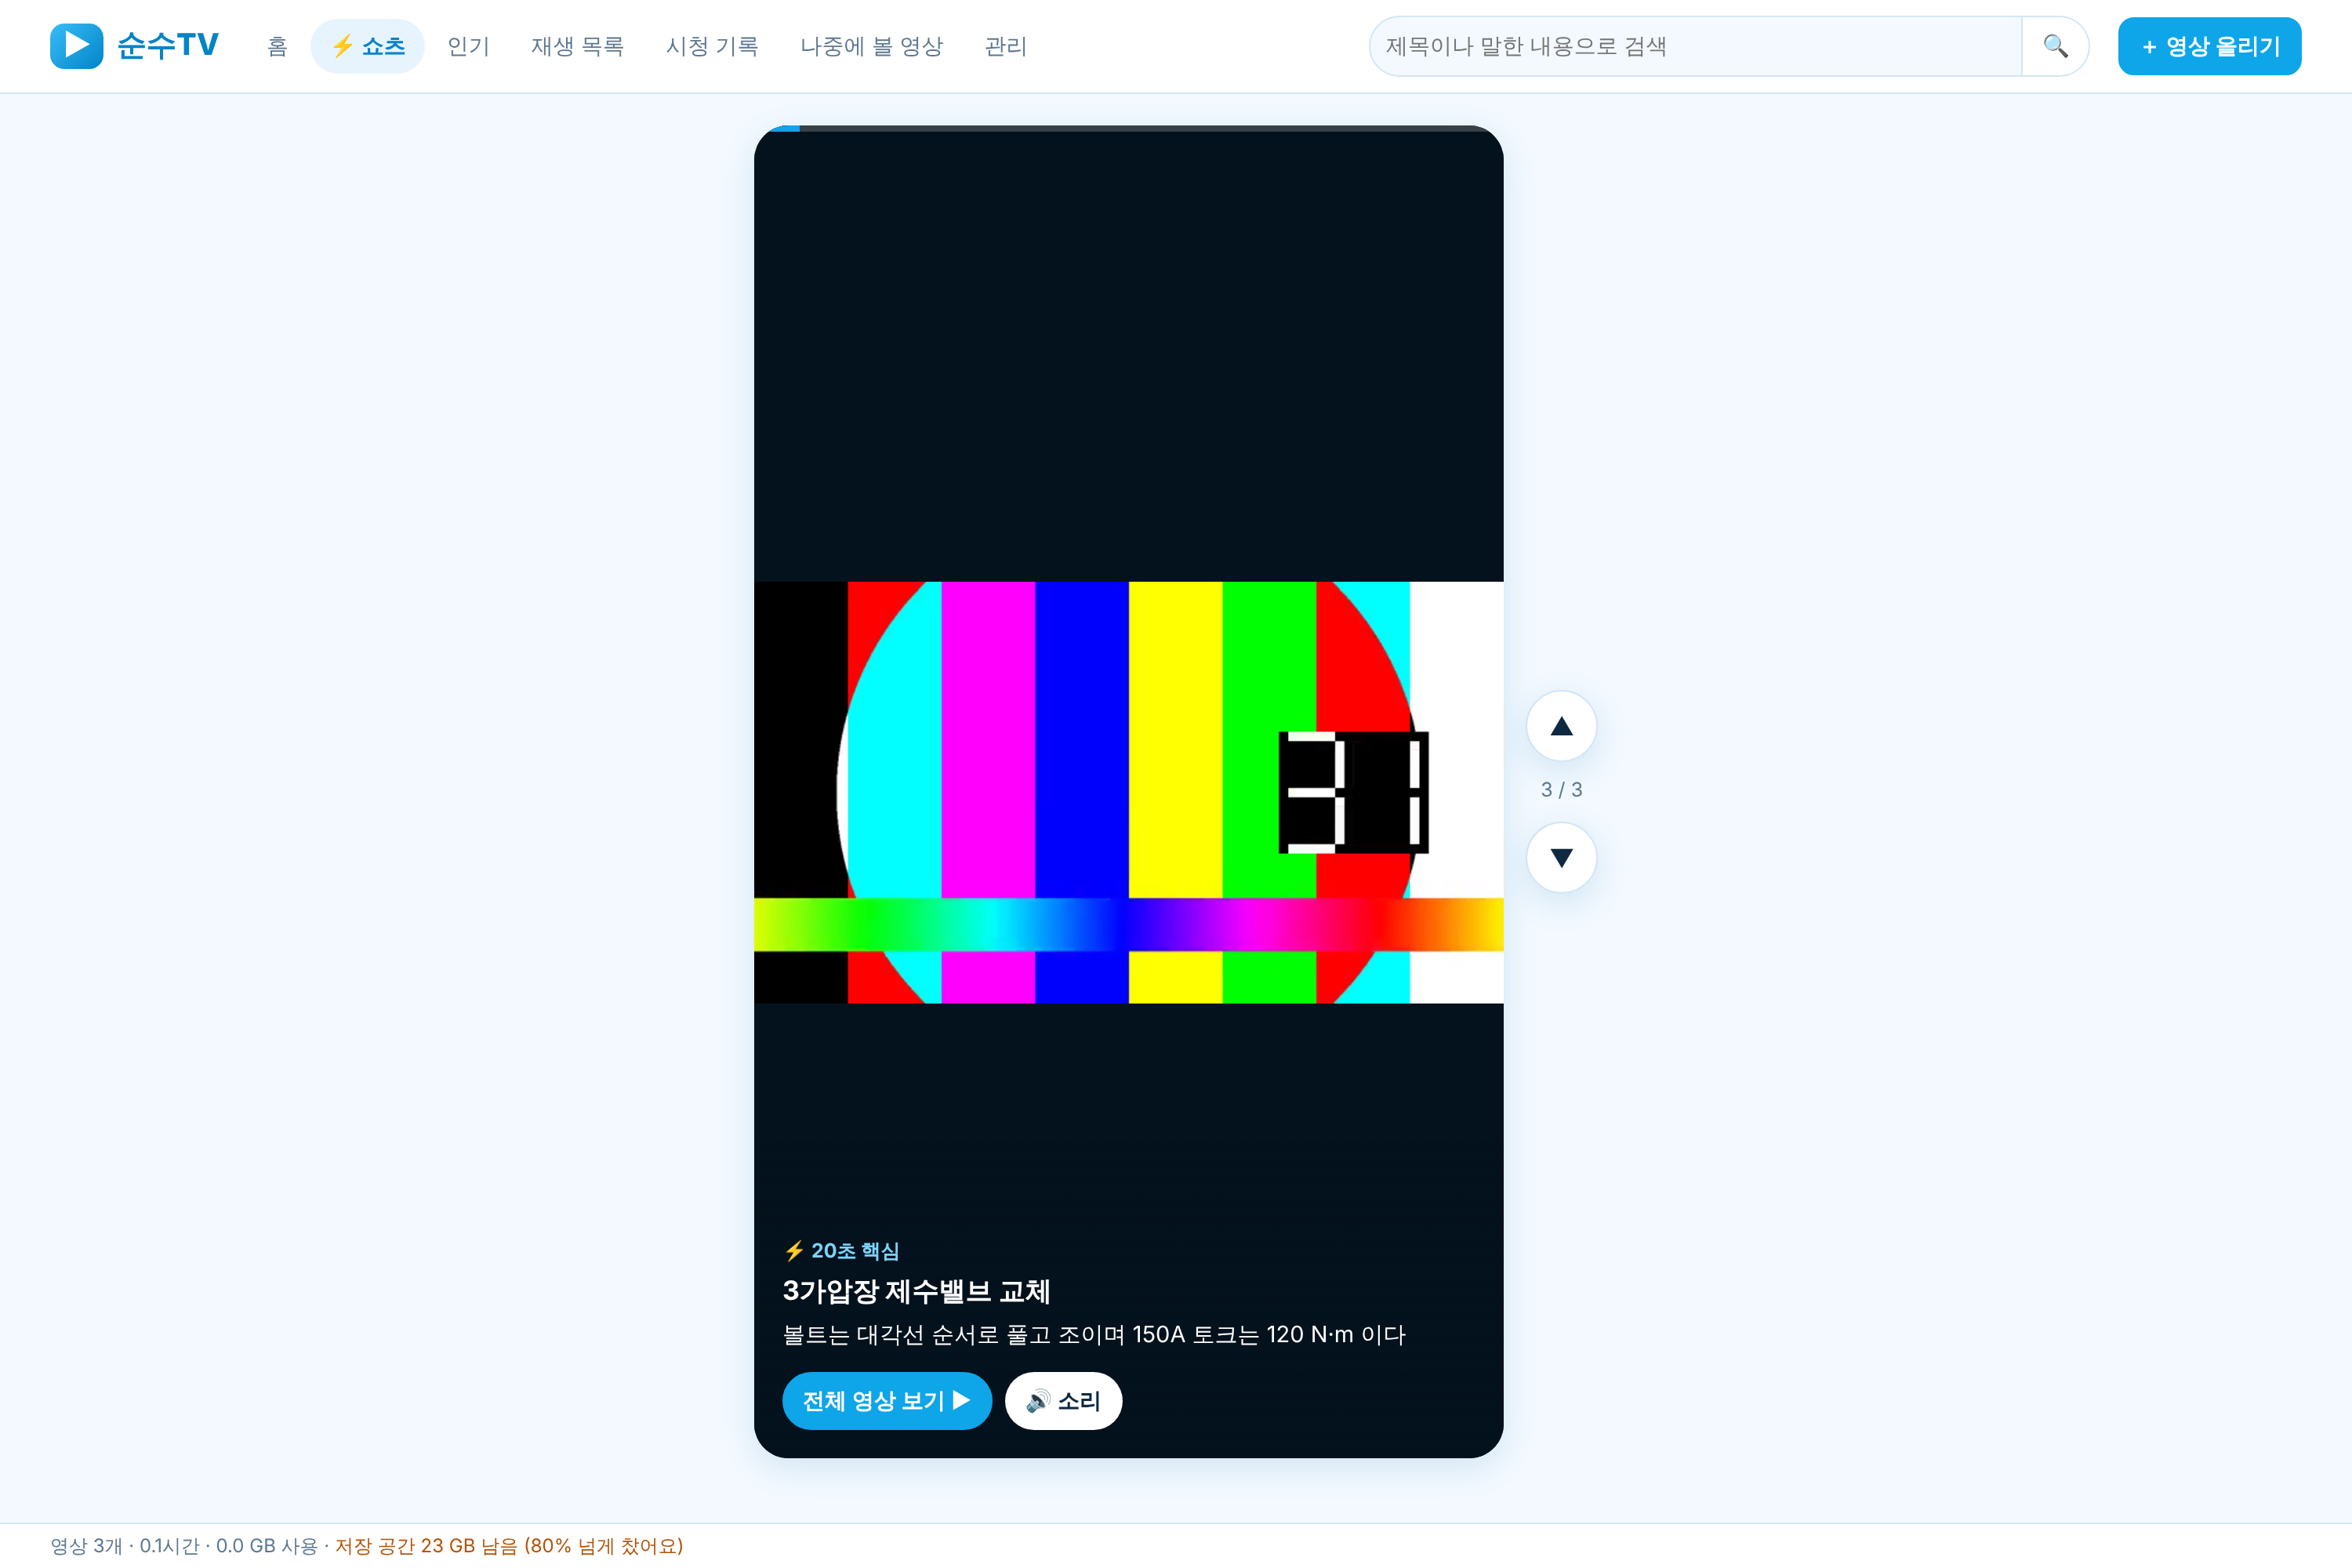 순수TV
홈
⚡ 쇼츠
인기
재생 목록
시청 기록
나중에 볼 영상
관리
제목이나 말한 내용으로 검색
+ 영상 올리기
31
3 / 3
⚡ 20초 핵심
3가압장 제수밸브 교체
볼트는 대각선 순서로 풀고 조이며 150A 토크는 120 N·m 이다
전체 영상 보기 ▶
🔊 소리
영상 3개 · 0.1시간 · 0.0 GB 사용 · 저장 공간 23 GB 남음 (80% 넘게 찼어요)